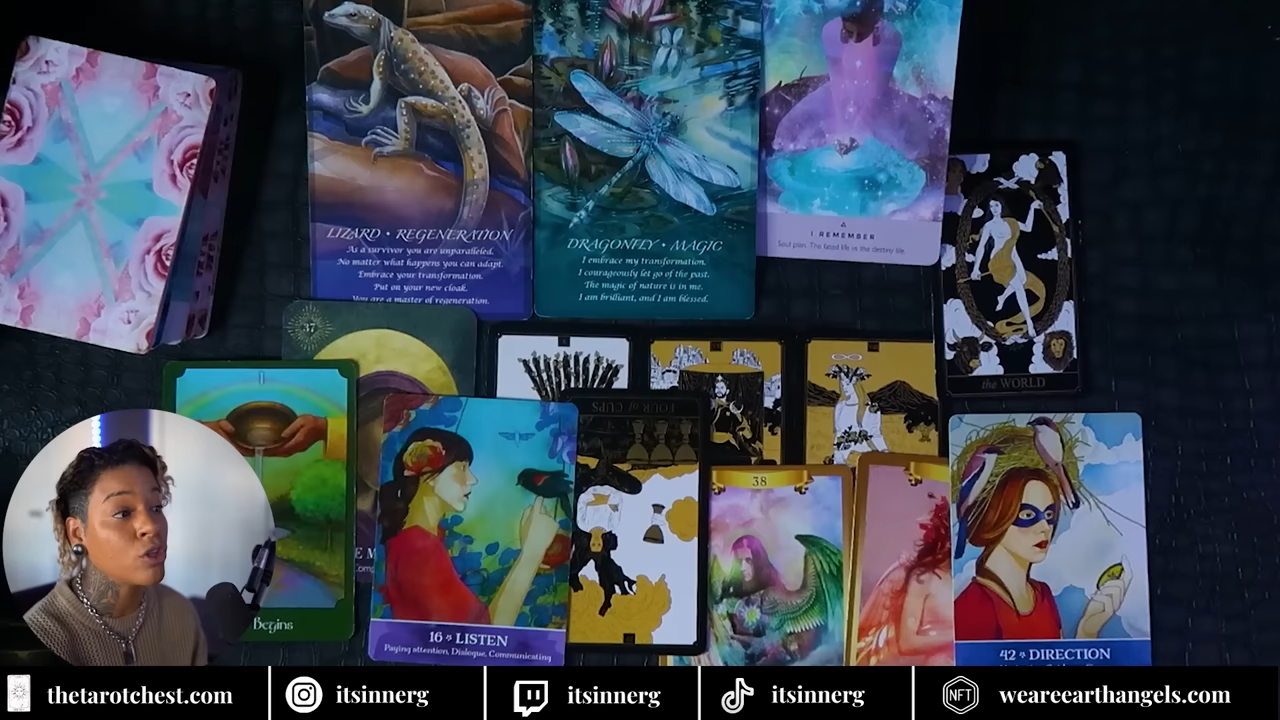 LIZARD • REGENERATION
As a survivor you are unparalleled.
No matter what happens you can adapt.
Embrace your transformation.
Put on your new cloak.
You are a master of regeneration.
DRAGONFLY • MAGIC
I embrace my transformation.
I courageously let go of the past.
The magic of nature is in me.
I am brilliant, and I am blessed.
I REMEMBER
Soul plan. The fated life is the destiny life.
the WORLD
37
FOUR of CUPS
38
Begins
16 LISTEN
Paying attention, Dialogue, Communicating
42 DIRECTION
thetarotchest.com
itsinnerg
itsinnerg
itsinnerg
NFT
weareearthangels.com